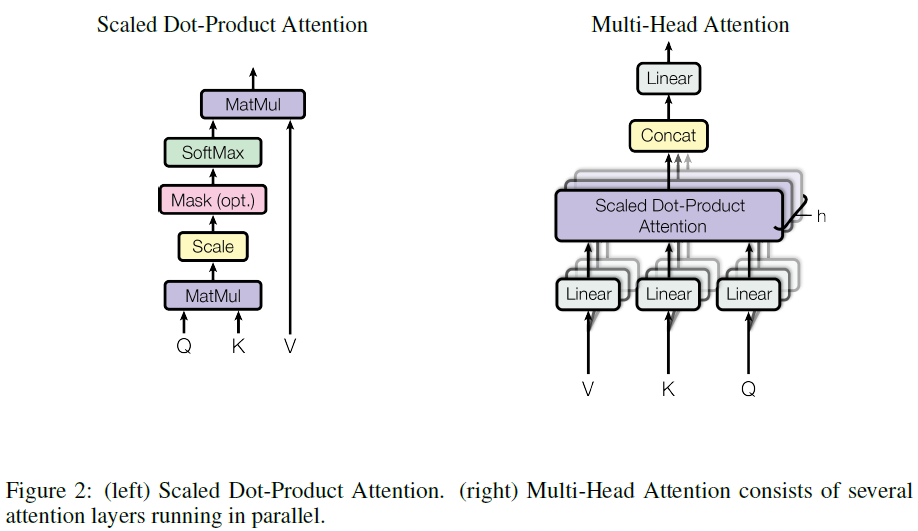 Scaled Dot-Product Attention
MatMul
SoftMax
Mask (opt.)
Scale
MatMul
Q K V
Multi-Head Attention
Linear
Concat
Scaled Dot-Product
Attention
h
Linear Linear Linear
V K Q
Figure 2: (left) Scaled Dot-Product Attention. (right) Multi-Head Attention consists of several
attention layers running in parallel.